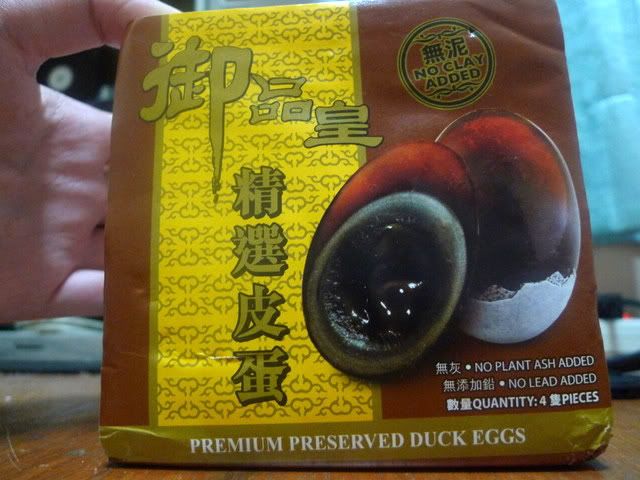 御品皇
精選皮蛋
無泥
NO CLAY
ADDED
無灰 • NO PLANT ASH ADDED
無添加鉛 • NO LEAD ADDED
數量QUANTITY: 4 隻PIECES
PREMIUM PRESERVED DUCK EGGS